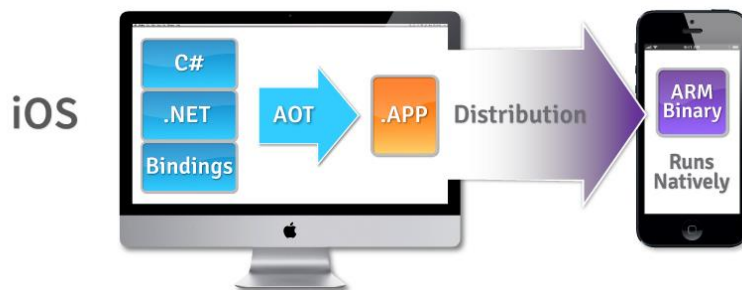 iOS
C#
.NET
Bindings
AOT
.APP
Distribution
ARM
Binary
Runs
Natively